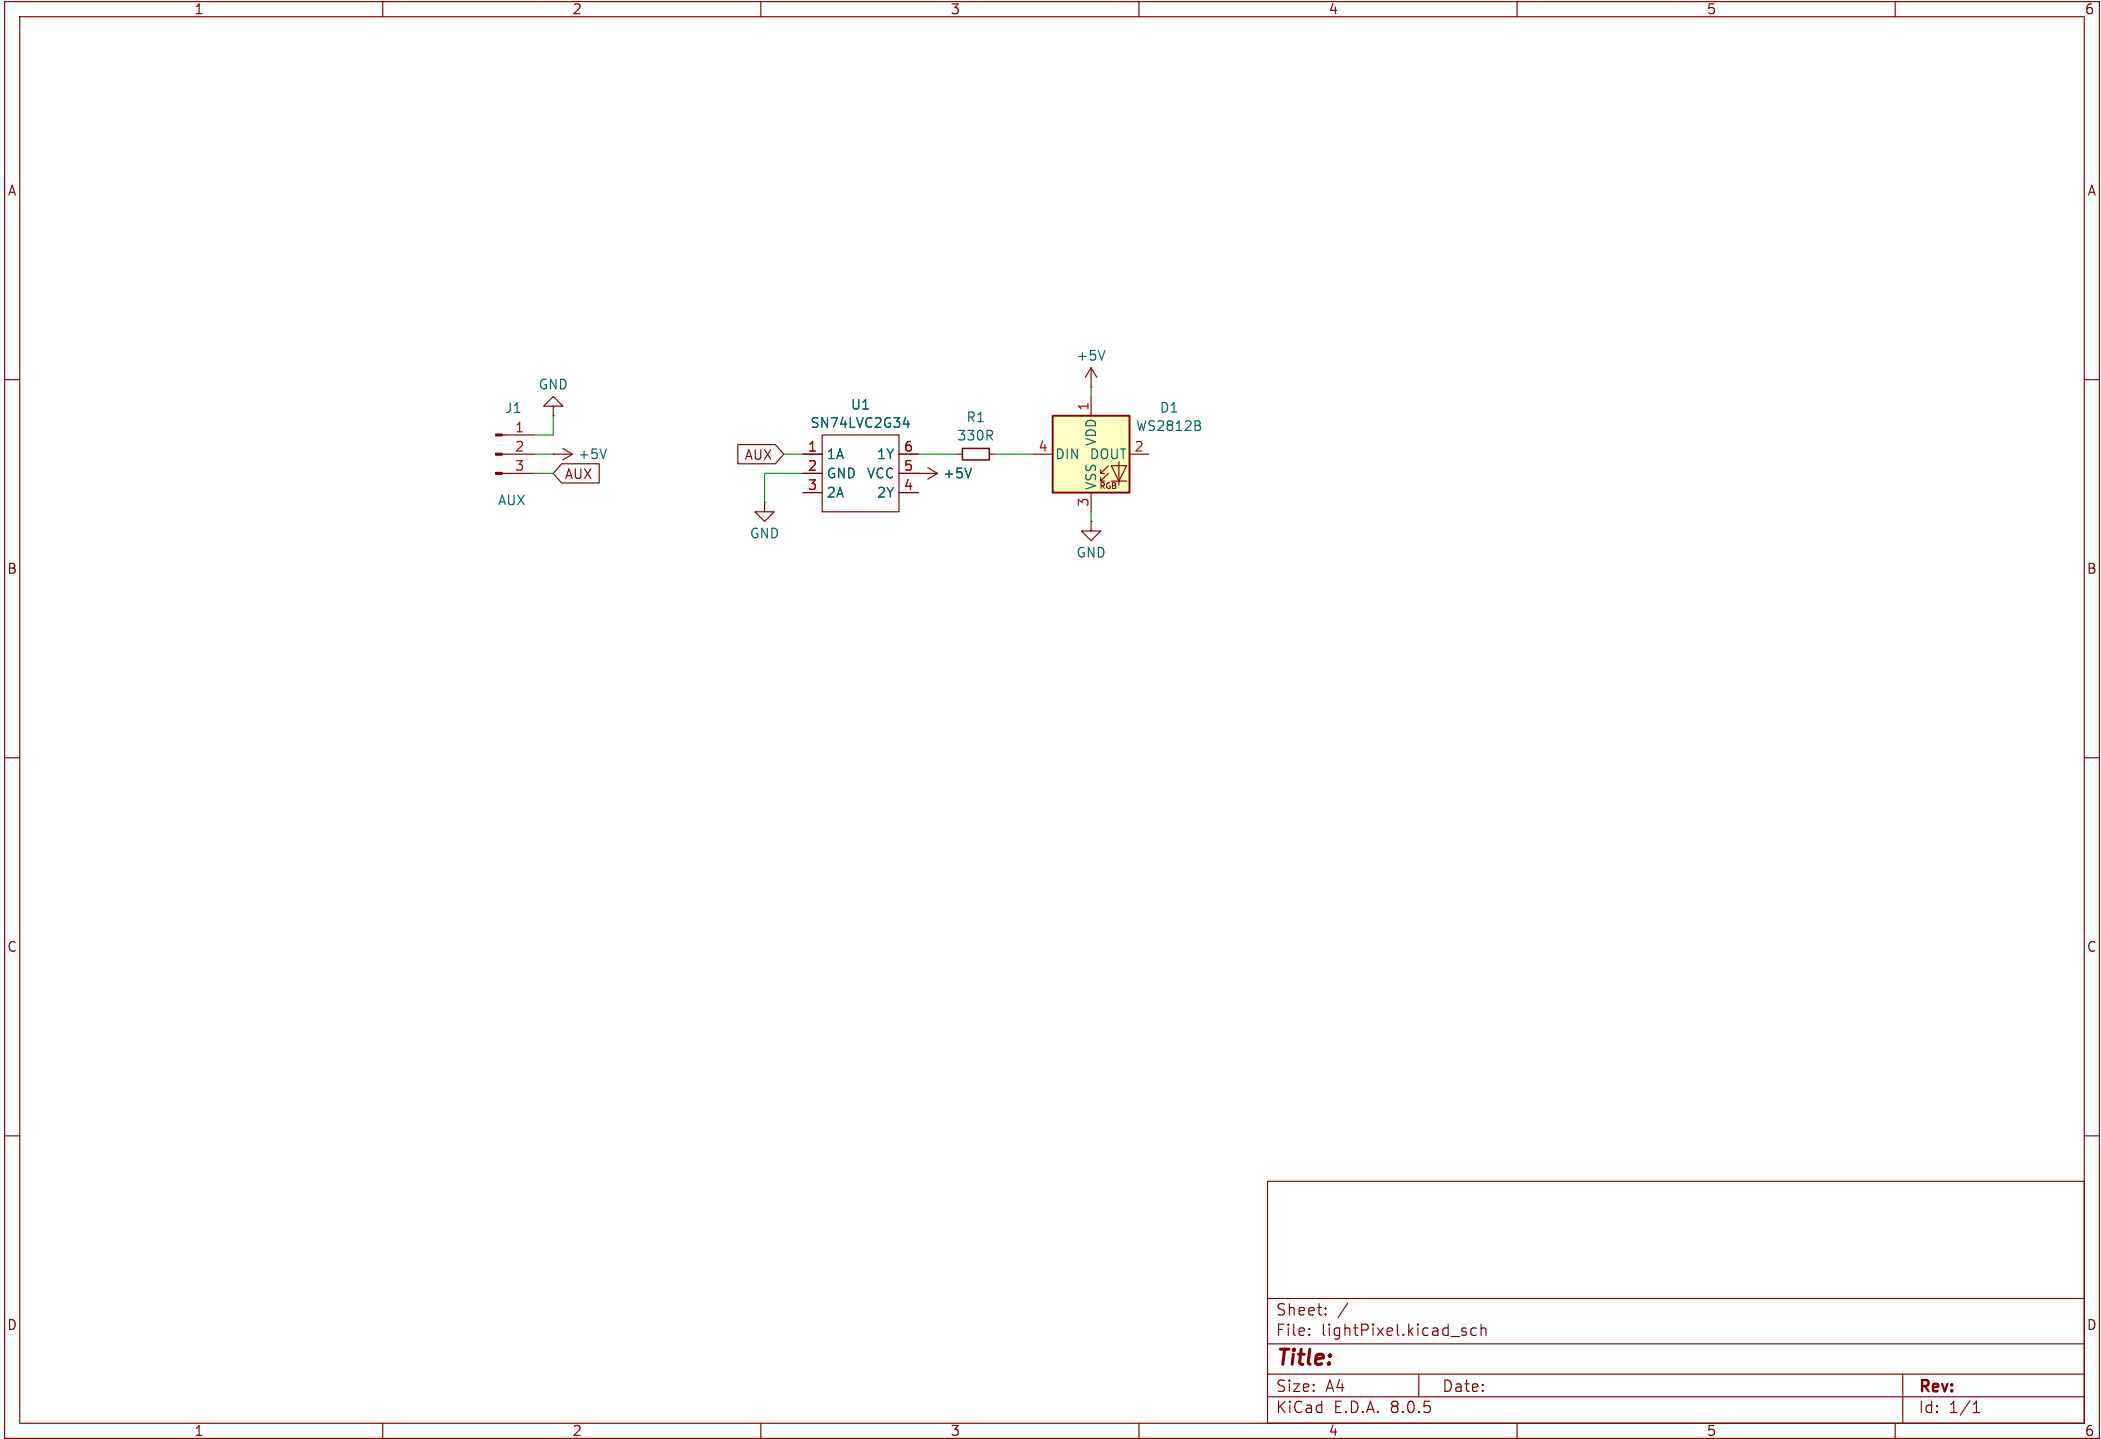 1 2 3 4 5 6
A A
+5V
GND
J1
1
2 +5V
3 AUX
AUX
U1
SN74LVC2G34
AUX 1 1A 1Y 6
2 GND VCC 5 +5V
3 2A 2Y 4
GND
R1
330R
D1
WS2812B
1
VDD
4 DIN DOUT 2
VSS
RGB
3
GND
B B
C C
D D
Sheet: /
File: lightPixel.kicad_sch
Title:
Size: A4 Date: Rev:
KiCad E.D.A. 8.0.5 Id: 1/1
1 2 3 4 5 6